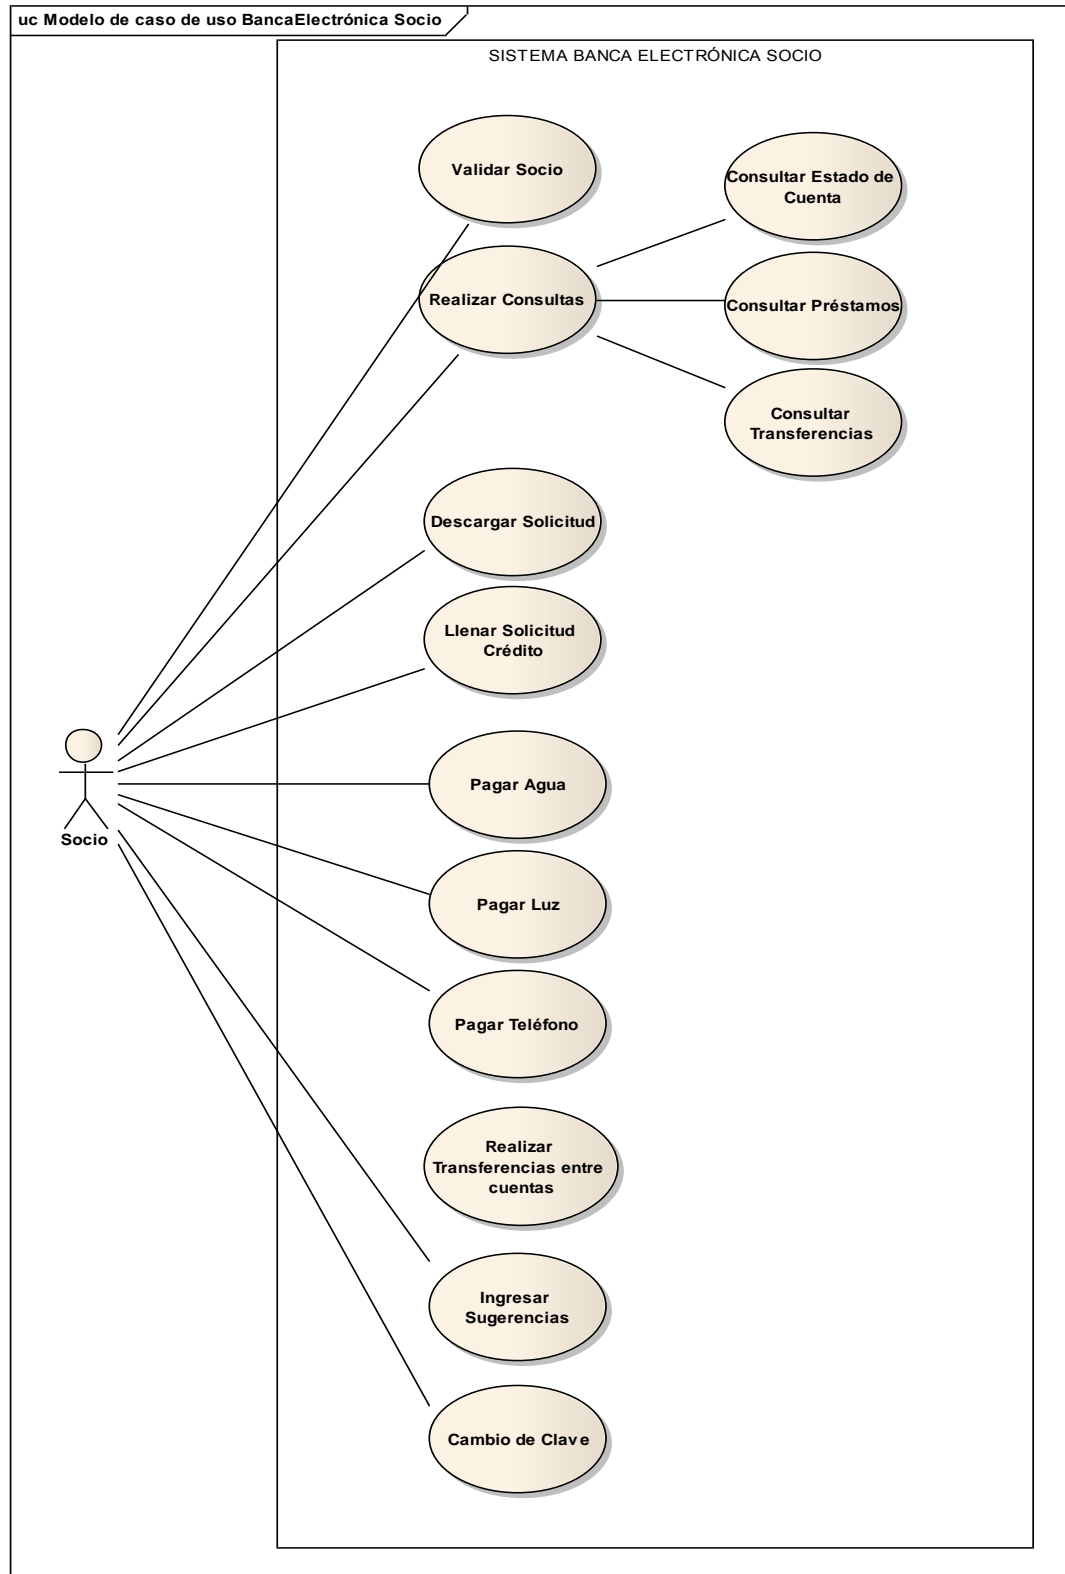 uc Modelo de caso de uso BancaElectrónica Socio
SISTEMA BANCA ELECTRÓNICA SOCIO
Validar Socio
Consultar Estado de
Cuenta
Realizar Consultas
Consultar Préstamos
Consultar
Transferencias
Descargar Solicitud
Llenar Solicitud
Crédito
Socio
Pagar Agua
Pagar Luz
Pagar Teléfono
Realizar
Transferencias entre
cuentas
Ingresar
Sugerencias
Cambio de Clave